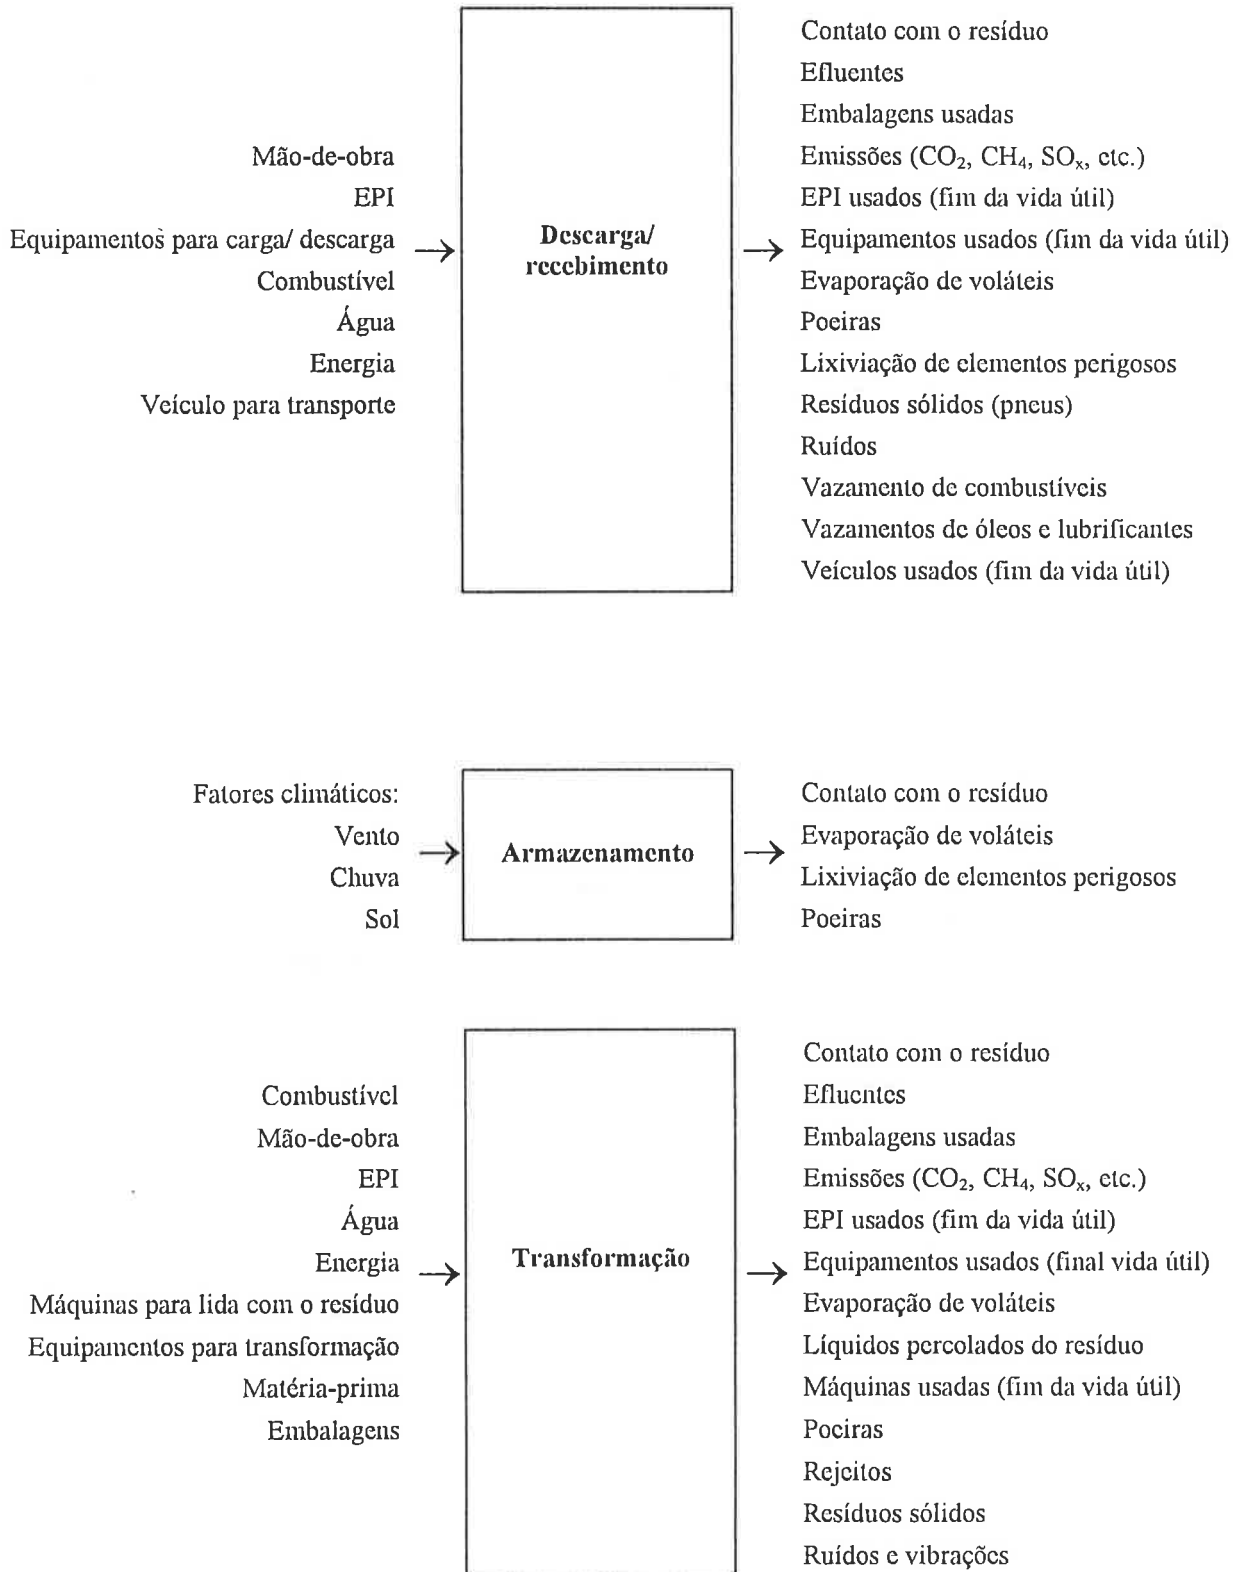 Mão-de-obra
EPI
Equipamentos para carga/ descarga
Combustível
Água
Energia
Veículo para transporte
Descarga/
recebimento
Contato com o resíduo
Efluentes
Embalagens usadas
Emissões (CO₂, CH₄, SOₓ, etc.)
EPI usados (fim da vida útil)
Equipamentos usados (fim da vida útil)
Evaporação de voláteis
Poeiras
Lixiviação de elementos perigosos
Resíduos sólidos (pneus)
Ruídos
Vazamento de combustíveis
Vazamentos de óleos e lubrificantes
Veículos usados (fim da vida útil)
Fatores climáticos:
Vento
Chuva
Sol
Armazenamento
Contato com o resíduo
Evaporação de voláteis
Lixiviação de elementos perigosos
Poeiras
Combustível
Mão-de-obra
EPI
Água
Energia
Máquinas para lida com o resíduo
Equipamentos para transformação
Matéria-prima
Embalagens
Transformação
Contato com o resíduo
Efluentes
Embalagens usadas
Emissões (CO₂, CH₄, SOₓ, etc.)
EPI usados (fim da vida útil)
Equipamentos usados (final vida útil)
Evaporação de voláteis
Líquidos percolados do resíduo
Máquinas usadas (fim da vida útil)
Poeiras
Rejeitos
Resíduos sólidos
Ruídos e vibrações